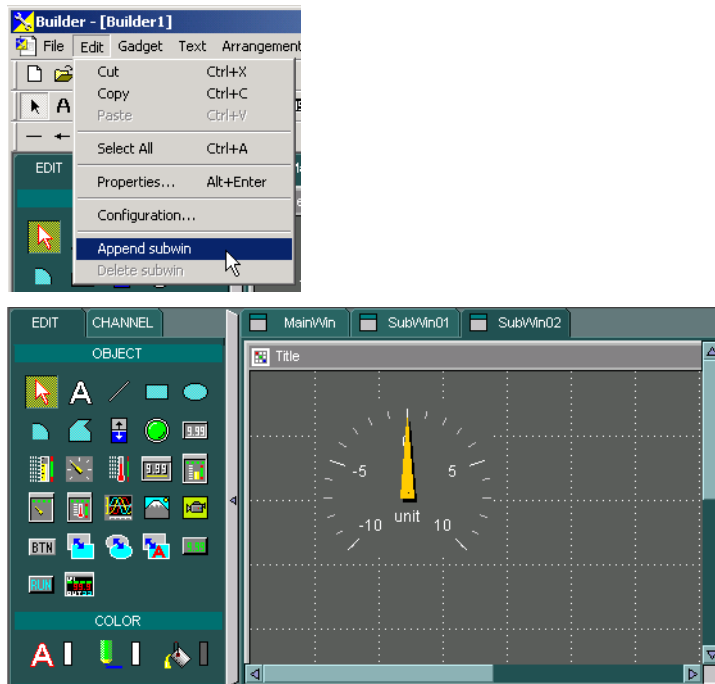 Builder - [Builder1]
File Edit Gadget Text Arrangement
Cut Ctrl+X
Copy Ctrl+C
Paste Ctrl+V
Select All Ctrl+A
Properties... Alt+Enter
Configuration...
Append subwin
Delete subwin
A
EDIT
EDIT CHANNEL
MainWin SubWin01 SubWin02
OBJECT
Title
A
9.99
9.99
-5 5
unit
-10 10
BTN
A
RUN
COLOR
A